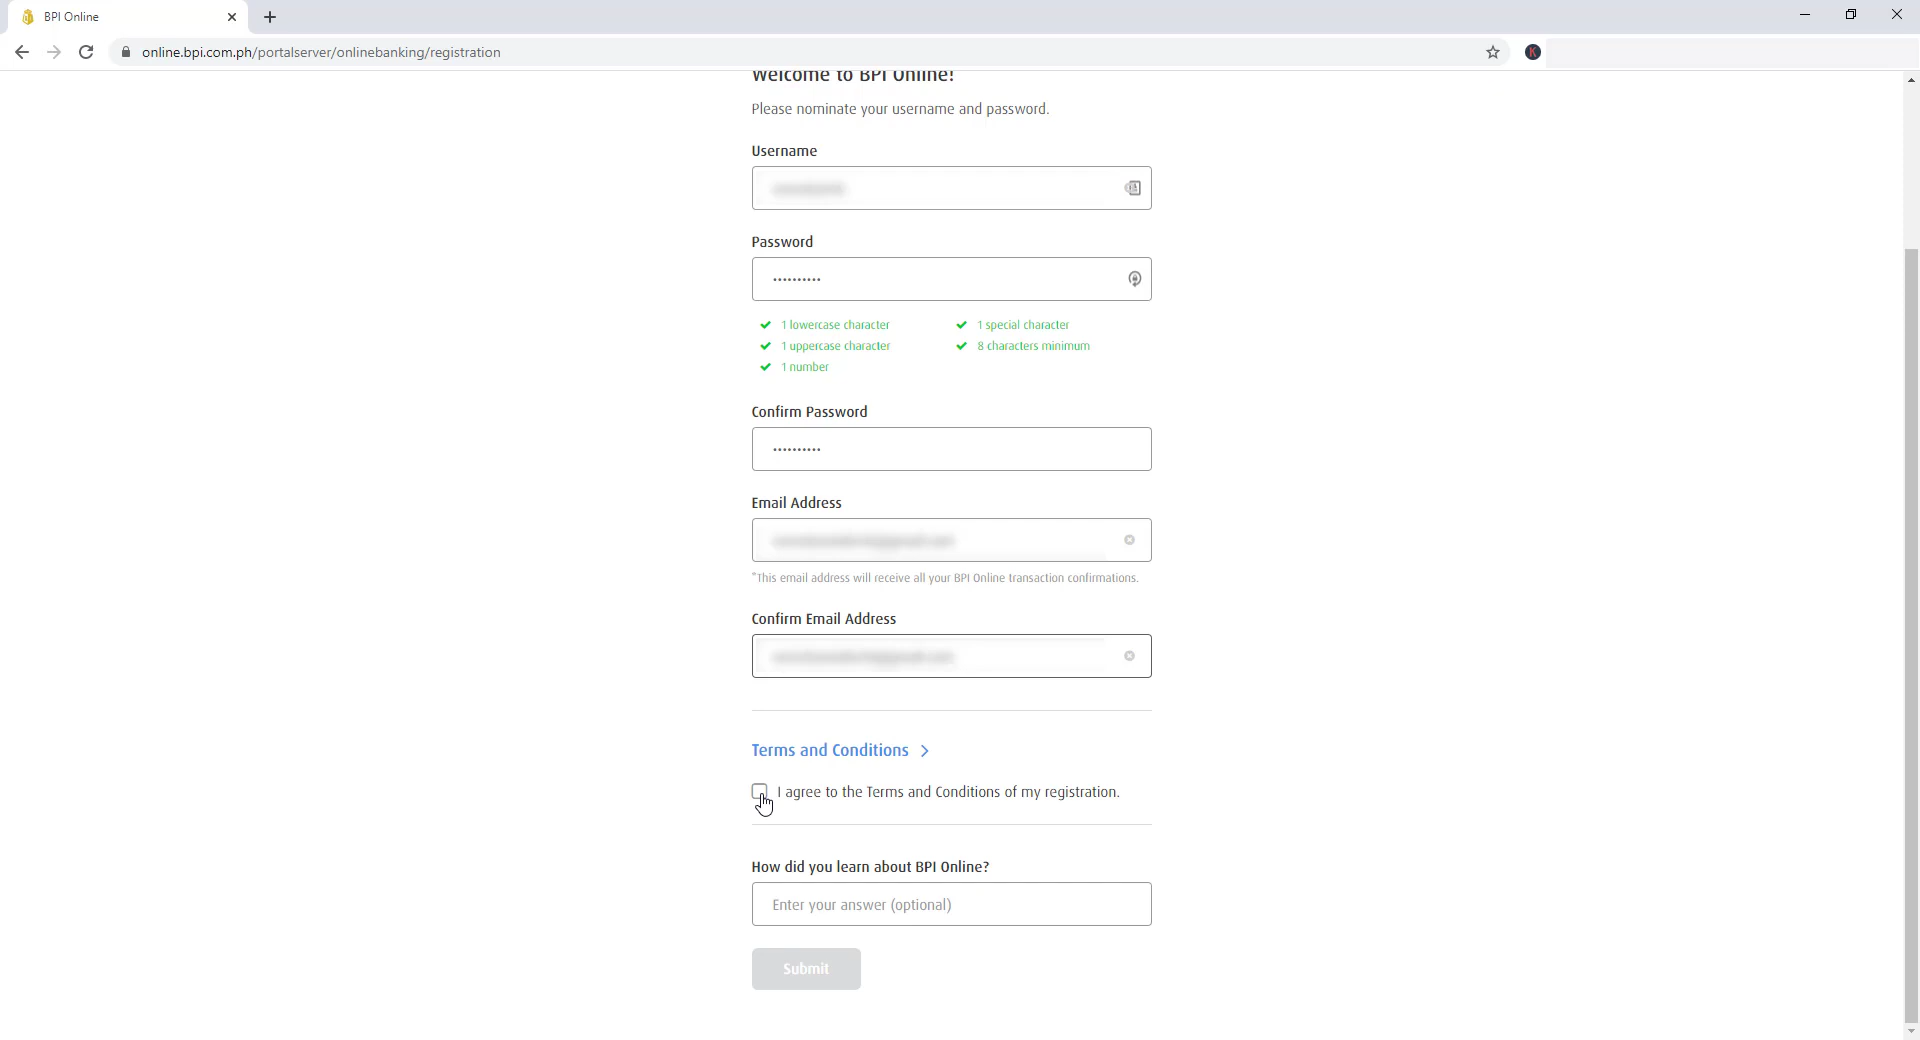 BPI Online
online.bpi.com.ph/portalserver/onlinebanking/registration
K
Welcome to BPI Online!
Please nominate your username and password.
Username
Password
••••••••••
1 lowercase character
1 special character
1 uppercase character
8 characters minimum
1 number
Confirm Password
••••••••••
Email Address
*This email address will receive all your BPI Online transaction confirmations.
Confirm Email Address
Terms and Conditions >
I agree to the Terms and Conditions of my registration.
How did you learn about BPI Online?
Enter your answer (optional)
Submit